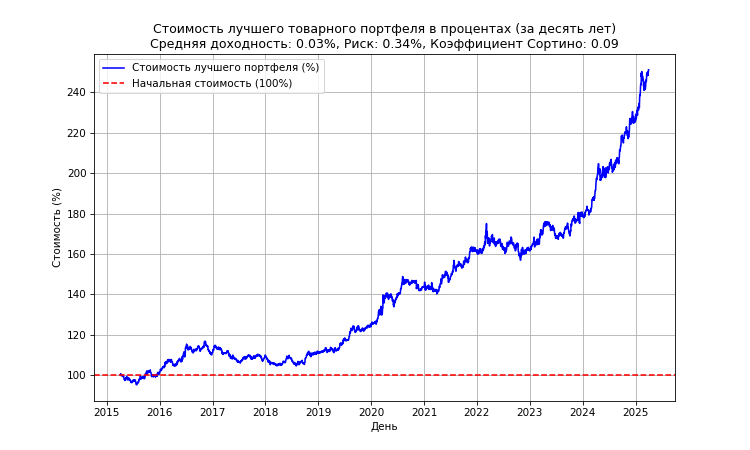 Стоимость лучшего товарного портфеля в процентах (за десять лет)
Средняя доходность: 0.03%, Риск: 0.34%, Коэффициент Сортино: 0.09
Стоимость лучшего портфеля (%)
Начальная стоимость (100%)
Стоимость (%)
240
220
200
180
160
140
120
100
2015 2016 2017 2018 2019 2020 2021 2022 2023 2024 2025
День